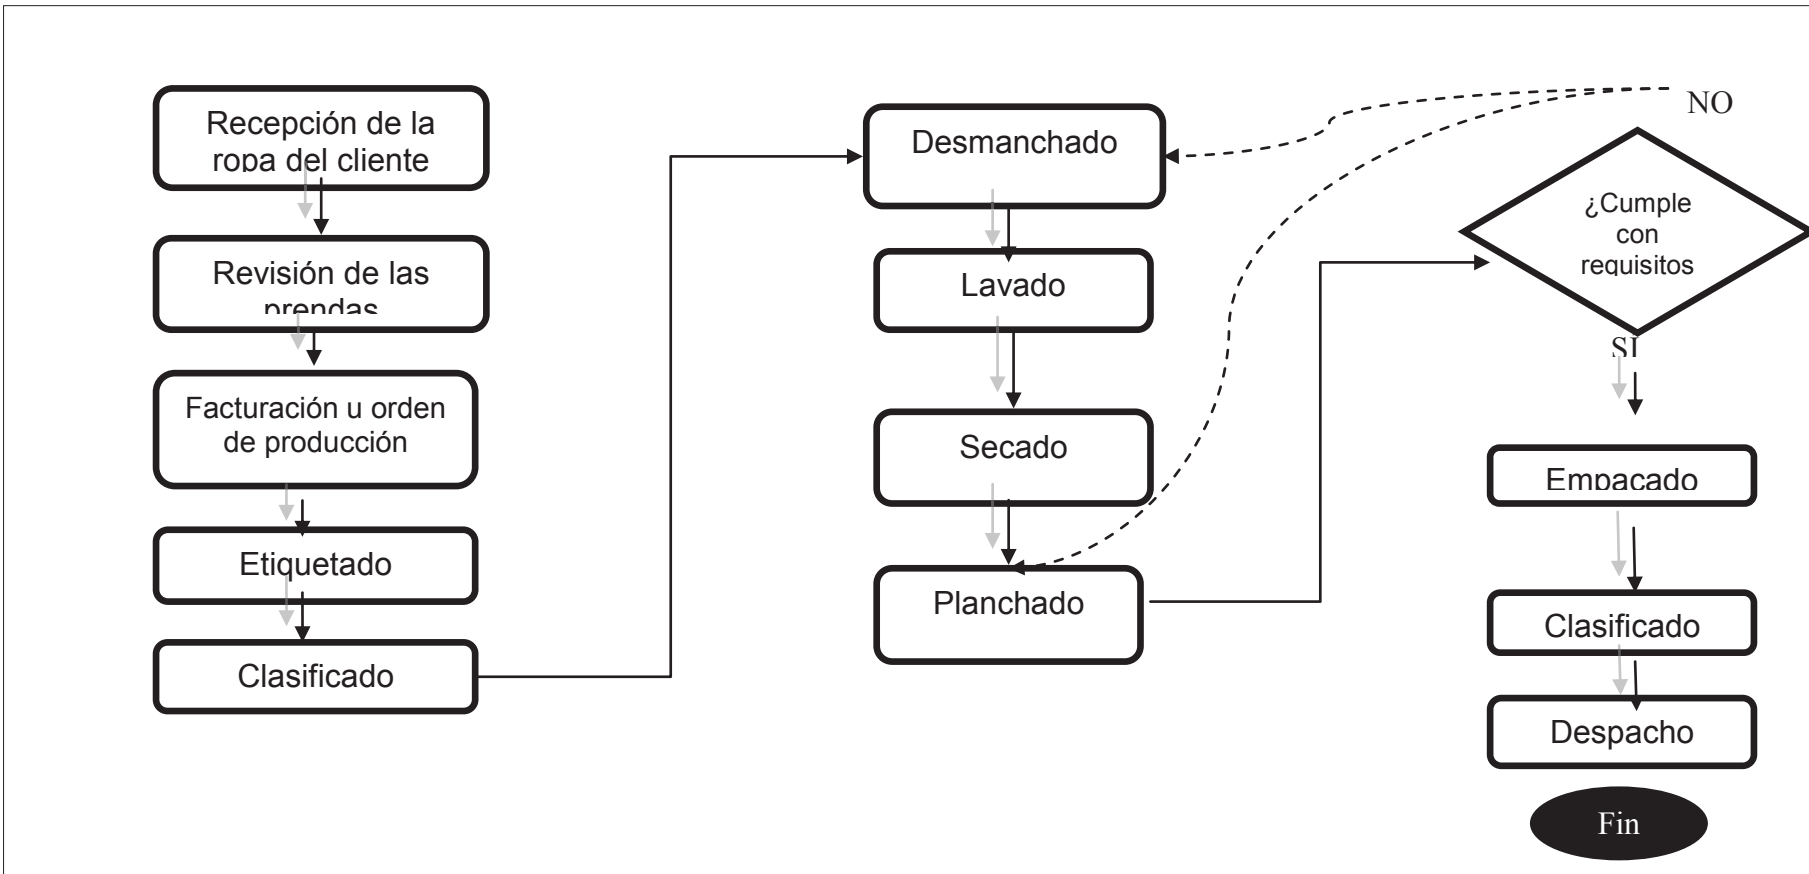 Recepción de la
ropa del cliente
Revisión de las
prendas
Facturación u orden
de producción
Etiquetado
Clasificado
Desmanchado
Lavado
Secado
Planchado
NO
¿Cumple
con
requisitos
SI
Empacado
Clasificado
Despacho
Fin